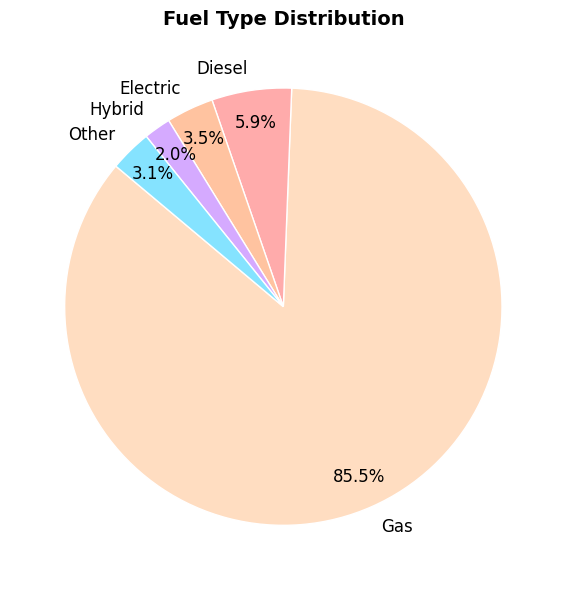 Fuel Type Distribution
Diesel
Electric
Hybrid
Other
5.9%
3.5%
2.0%
3.1%
85.5%
Gas